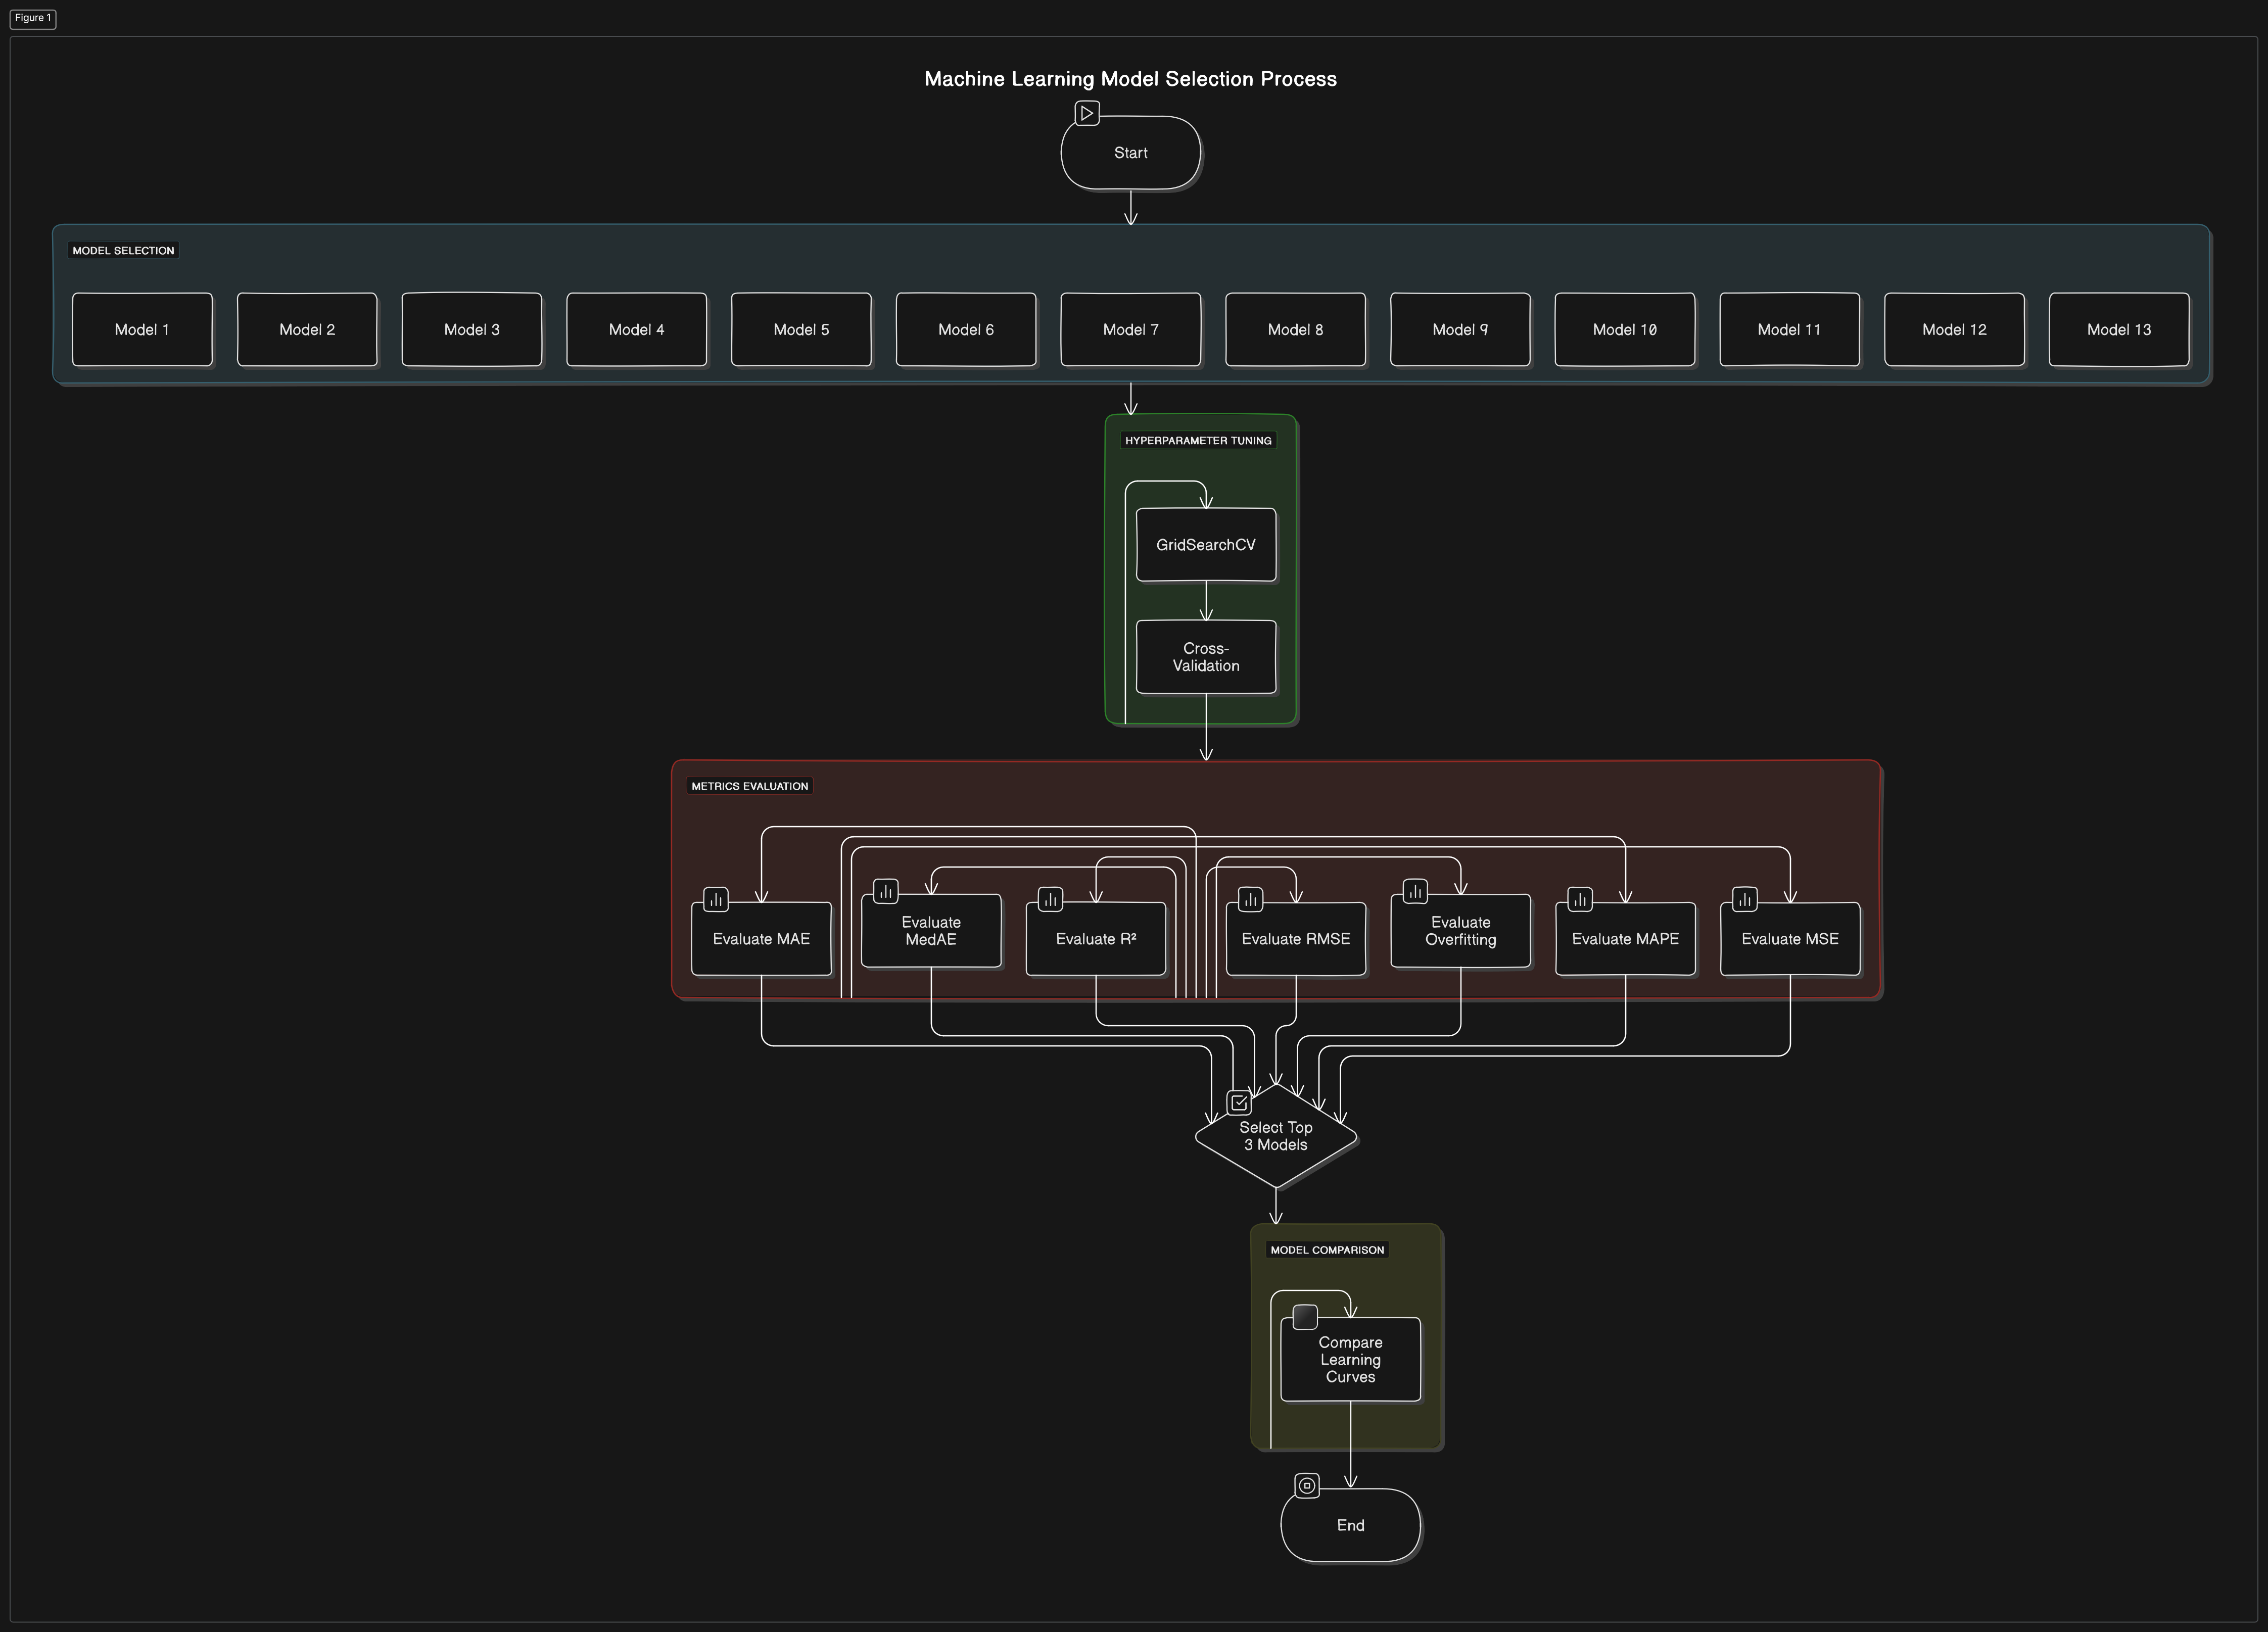 Figure 1
Machine Learning Model Selection Process
Start
MODEL SELECTION
Model 1
Model 2
Model 3
Model 4
Model 5
Model 6
Model 7
Model 8
Model 9
Model 10
Model 11
Model 12
Model 13
HYPERPARAMETER TUNING
GridSearchCV
Cross-
Validation
METRICS EVALUATION
Evaluate MAE
Evaluate
MedAE
Evaluate R²
Evaluate RMSE
Evaluate
Overfitting
Evaluate MAPE
Evaluate MSE
Select Top
3 Models
MODEL COMPARISON
Compare
Learning
Curves
End